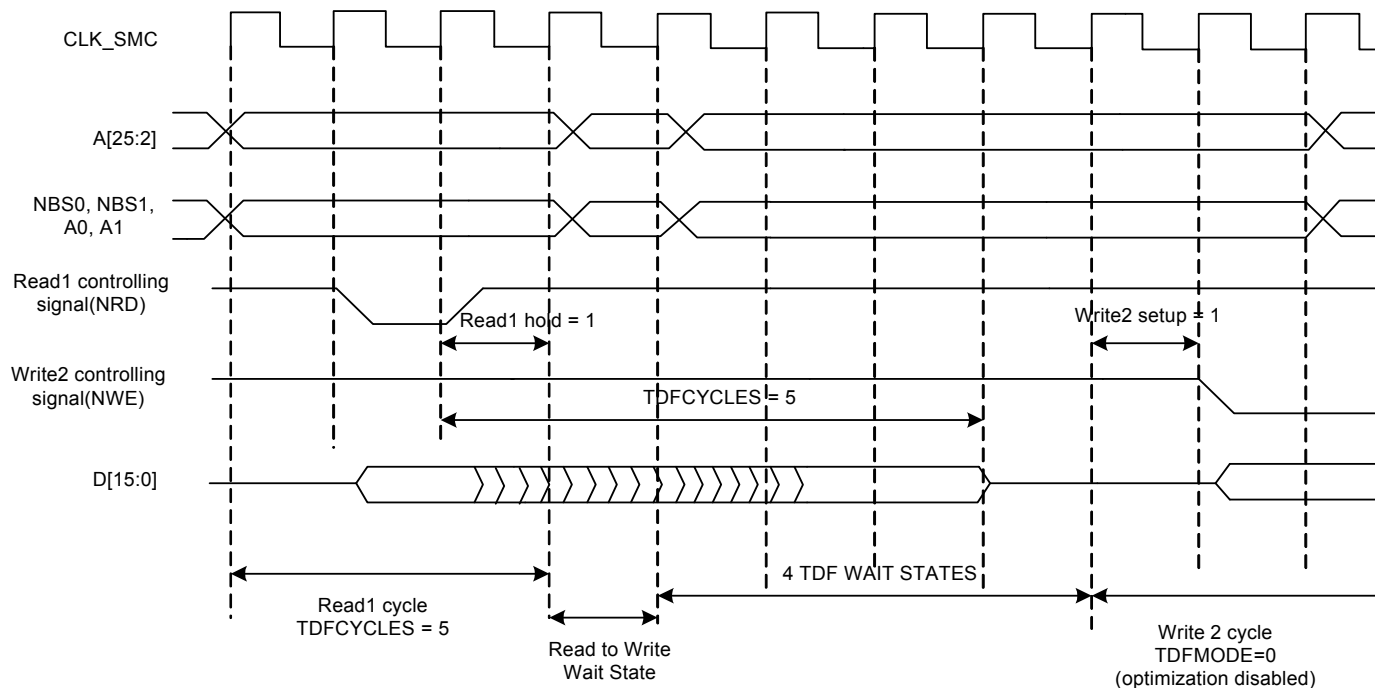 CLK_SMC
A[25:2]
NBS0, NBS1,
A0, A1
Read1 controlling
signal(NRD)
Read1 hold = 1
Write2 setup = 1
Write2 controlling
signal(NWE)
TDFCYCLES = 5
D[15:0]
4 TDF WAIT STATES
Read1 cycle
TDFCYCLES = 5
Read to Write
Wait State
Write 2 cycle
TDFMODE=0
(optimization disabled)